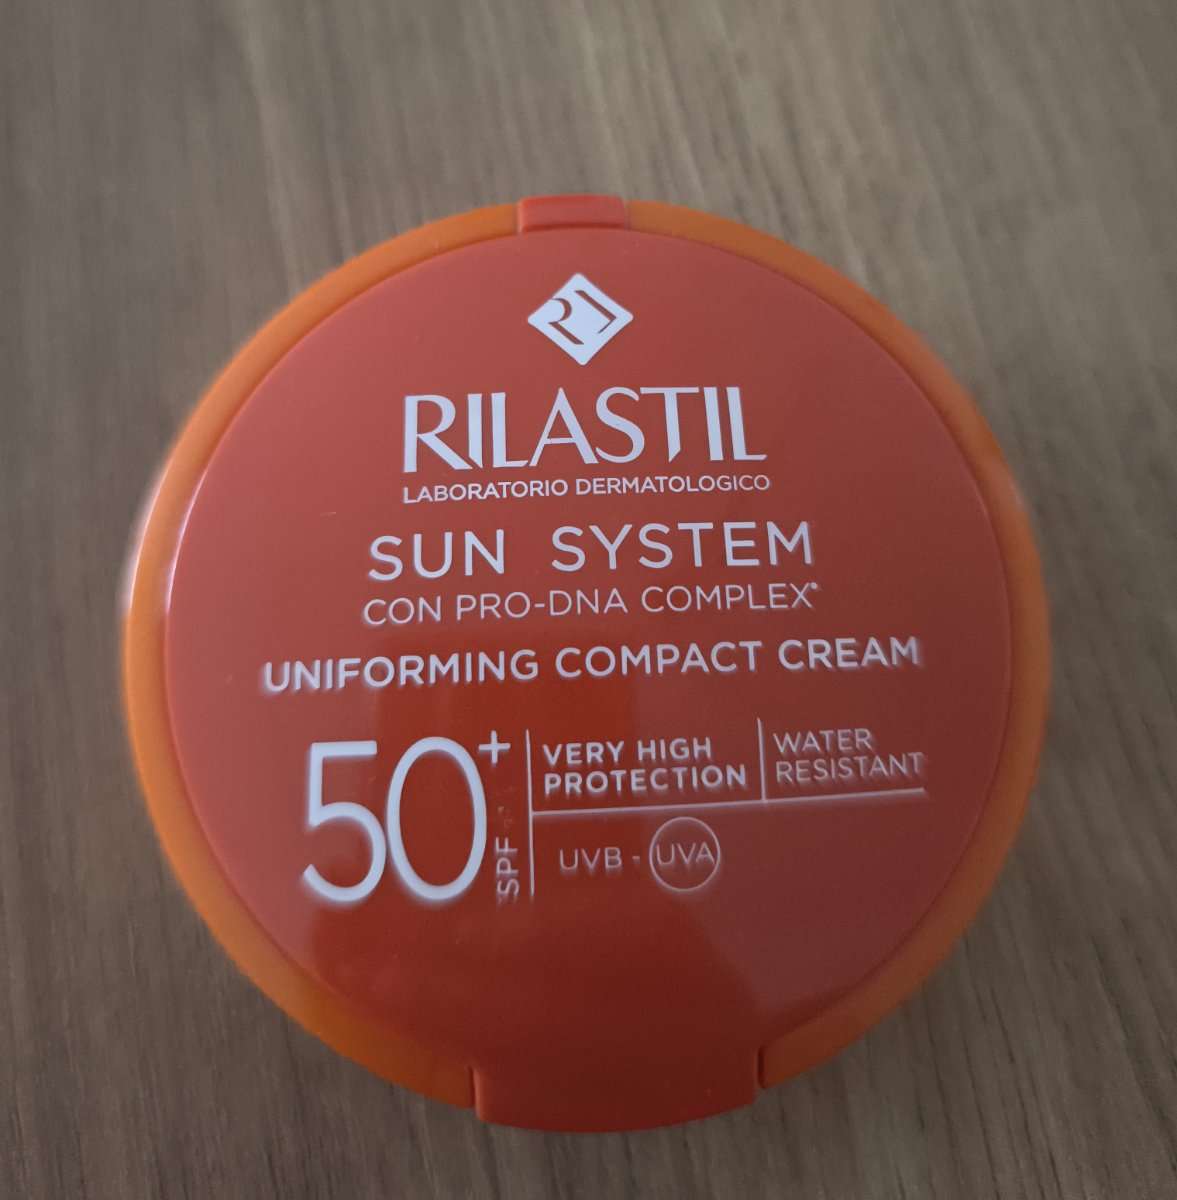 RILASTIL
LABORATORIO DERMATOLOGICO
SUN SYSTEM
CON PRO-DNA COMPLEX®
UNIFORMING COMPACT CREAM
50+
SPF
VERY HIGH
PROTECTION
WATER
RESISTANT
UVB - UVA